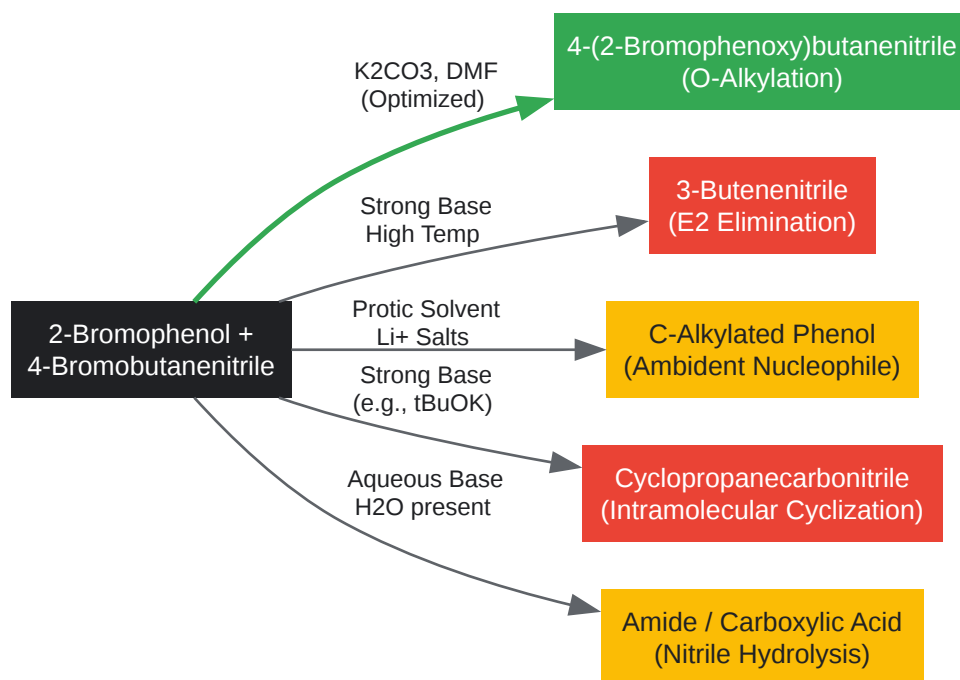 4-(2-Bromophenoxy)butanenitrile
(O-Alkylation)
K2CO3, DMF
(Optimized)
3-Butenenitrile
(E2 Elimination)
Strong Base
High Temp
2-Bromophenol +
4-Bromobutanenitrile
Protic Solvent
Li+ Salts
C-Alkylated Phenol
(Ambident Nucleophile)
Strong Base
(e.g., tBuOK)
Cyclopropanecarbonitrile
(Intramolecular Cyclization)
Aqueous Base
H2O present
Amide / Carboxylic Acid
(Nitrile Hydrolysis)